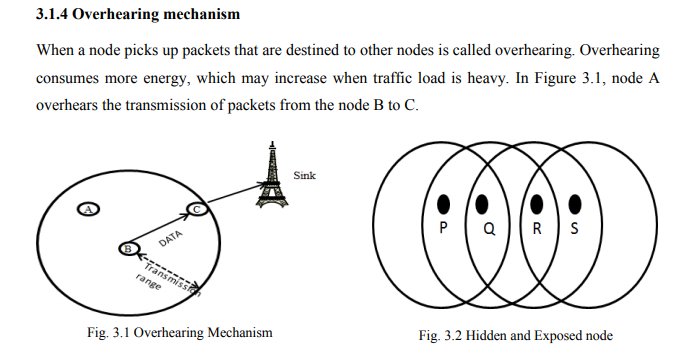 3.1.4 Overhearing mechanism
When a node picks up packets that are destined to other nodes is called overhearing. Overhearing
consumes more energy, which may increase when traffic load is heavy. In Figure 3.1, node A
overhears the transmission of packets from the node B to C.
Sink
A
C
DATA
B
Transmission
range
P Q R S
Fig. 3.1 Overhearing Mechanism
Fig. 3.2 Hidden and Exposed node